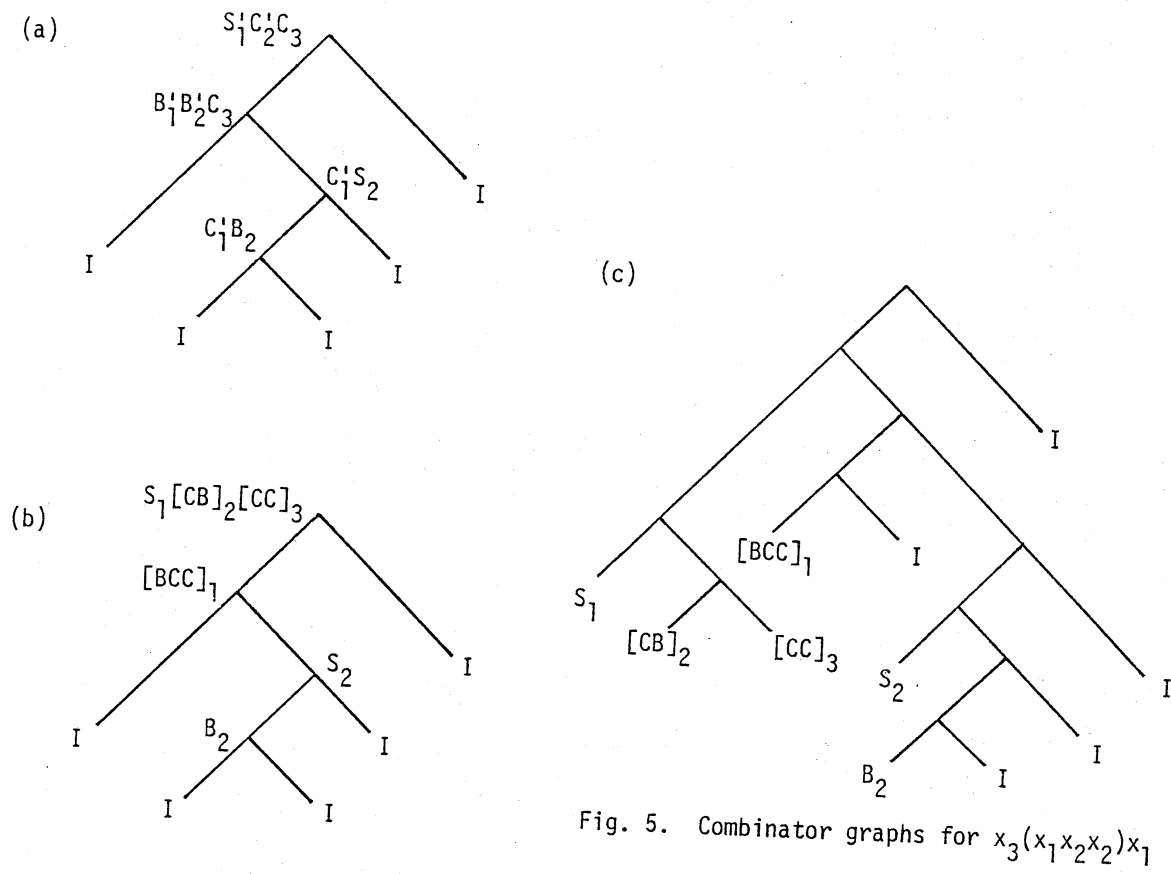 (a)
S'₁C'₂C₃
B'₁B'₂C₃
C'₁S₂
I
C'₁B₂
I
I
I
I
(b)
S₁[CB]₂[CC]₃
[BCC]₁
I
S₂
I
B₂
I
I
I
(c)
I
[BCC]₁
I
S₁
[CB]₂
[CC]₃
S₂
I
I
B₂
I
Fig. 5. Combinator graphs for x₃(x₁x₂x₂)x₁